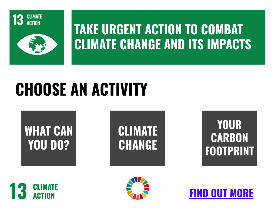 13 CLIMATE
ACTION
TAKE URGENT ACTION TO COMBAT
CLIMATE CHANGE AND ITS IMPACTS
CHOOSE AN ACTIVITY
WHAT CAN
YOU DO?
CLIMATE
CHANGE
YOUR
CARBON
FOOTPRINT
13 CLIMATE
ACTION
FIND OUT MORE